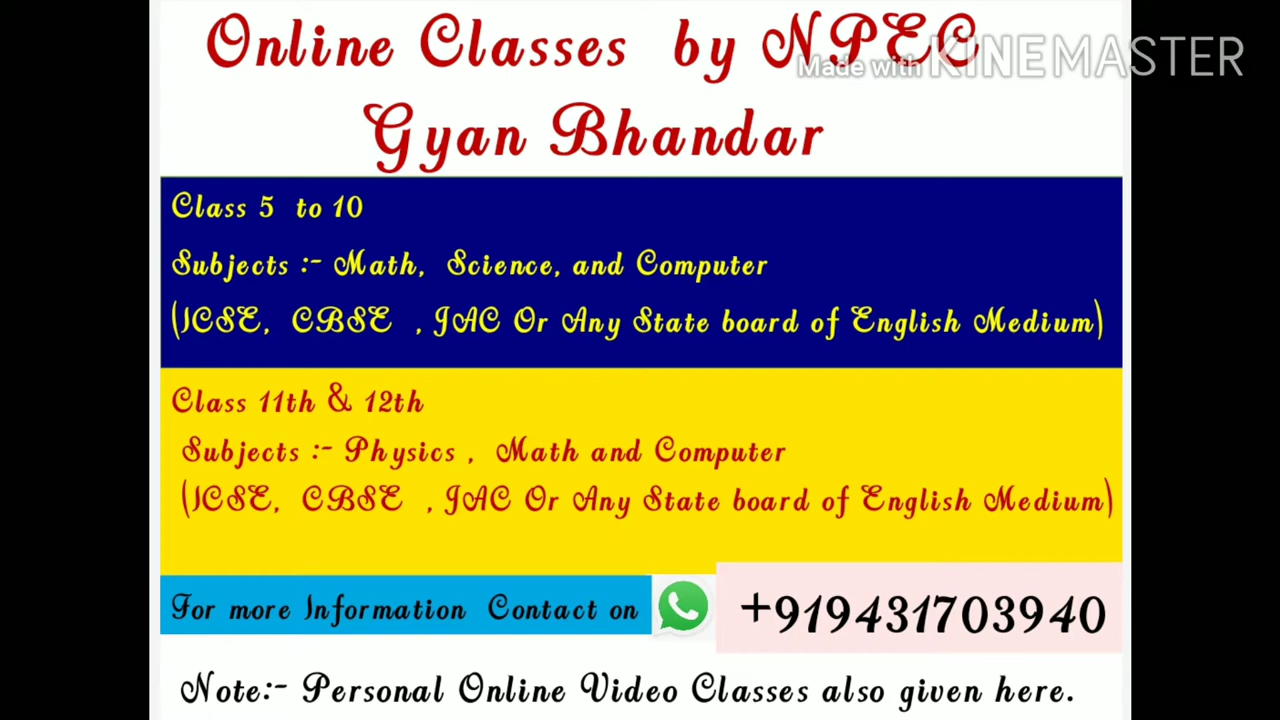 Online Classes by NPEC
Made with KINEMASTER
Gyan Bhandar
Class 5 to 10
Subjects :- Math, Science, and Computer
(ICSE, CBSE , JAC Or Any State board of English Medium)
Class 11th & 12th
Subjects :- Physics , Math and Computer
(ICSE, CBSE , JAC Or Any State board of English Medium)
For more Information Contact on
+919431703940
Note:- Personal Online Video Classes also given here.